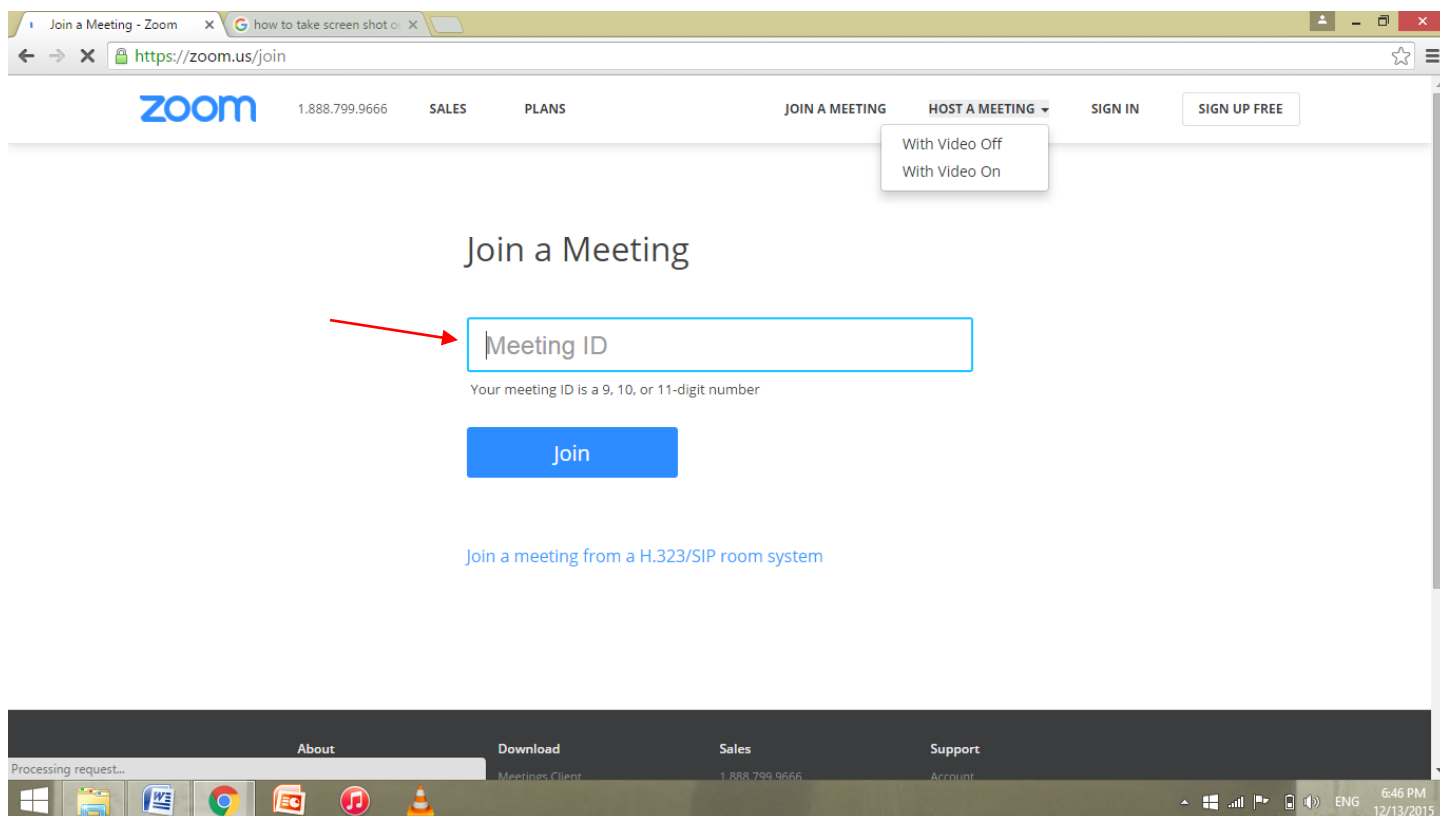 Join a Meeting - Zoom
how to take screen shot o
https://zoom.us/join
zoom 1.888.799.9666 SALES PLANS JOIN A MEETING HOST A MEETING SIGN IN SIGN UP FREE
With Video Off
With Video On
Join a Meeting
Meeting ID
Your meeting ID is a 9, 10, or 11-digit number
Join
Join a meeting from a H.323/SIP room system
About Download Sales Support
Processing request...
Meetings Client 1.888.799.9666 Account
ENG 6:46 PM
12/13/2015